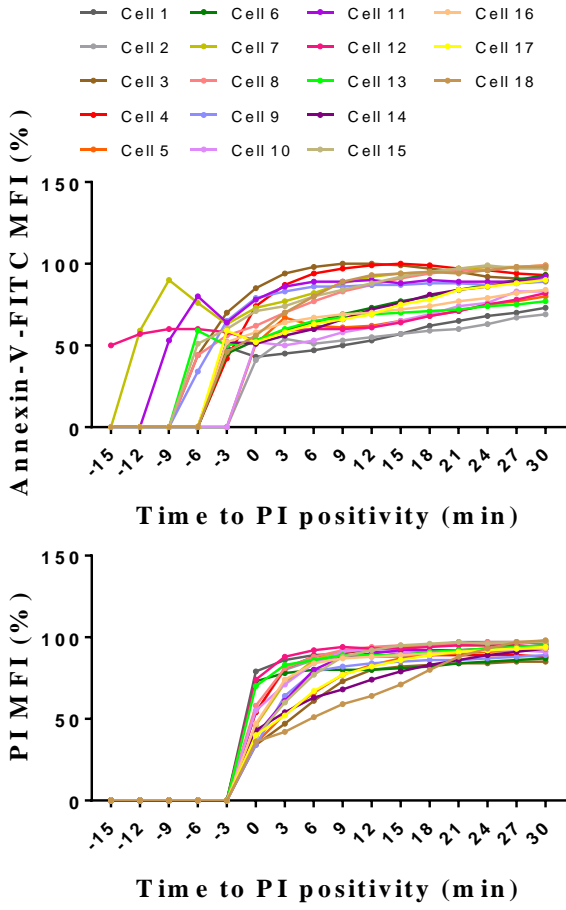 Cell 1 Cell 6 Cell 11 Cell 16
Cell 2 Cell 7 Cell 12 Cell 17
Cell 3 Cell 8 Cell 13 Cell 18
Cell 4 Cell 9 Cell 14
Cell 5 Cell 10 Cell 15
Annexin-V-FITC MFI (%)
150
100
50
0
-15 -12 -9 -6 -3 0 3 6 9 12 15 18 21 24 27 30
Time to PI positivity (min)
PI MFI (%)
150
100
50
0
-15 -12 -9 -6 -3 0 3 6 9 12 15 18 21 24 27 30
Time to PI positivity (min)